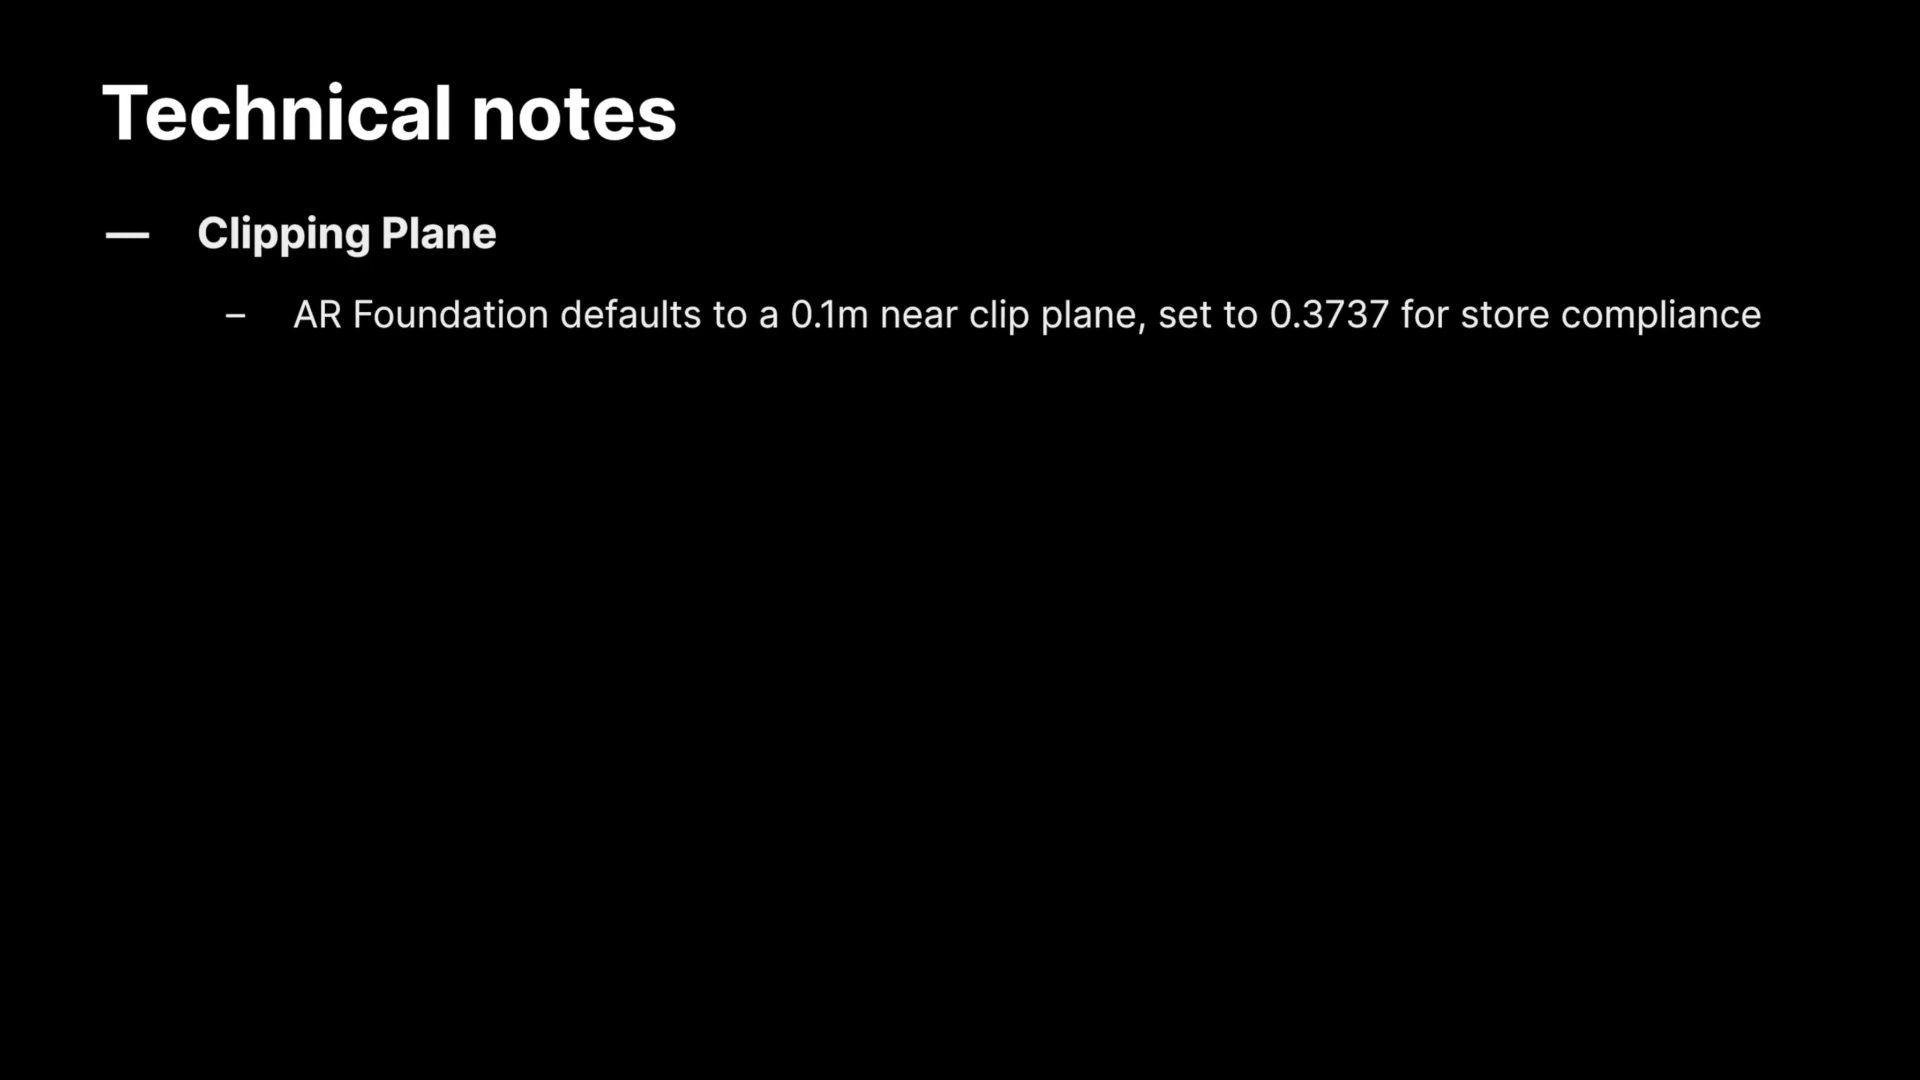 Technical notes
— Clipping Plane
– AR Foundation defaults to a 0.1m near clip plane, set to 0.3737 for store compliance